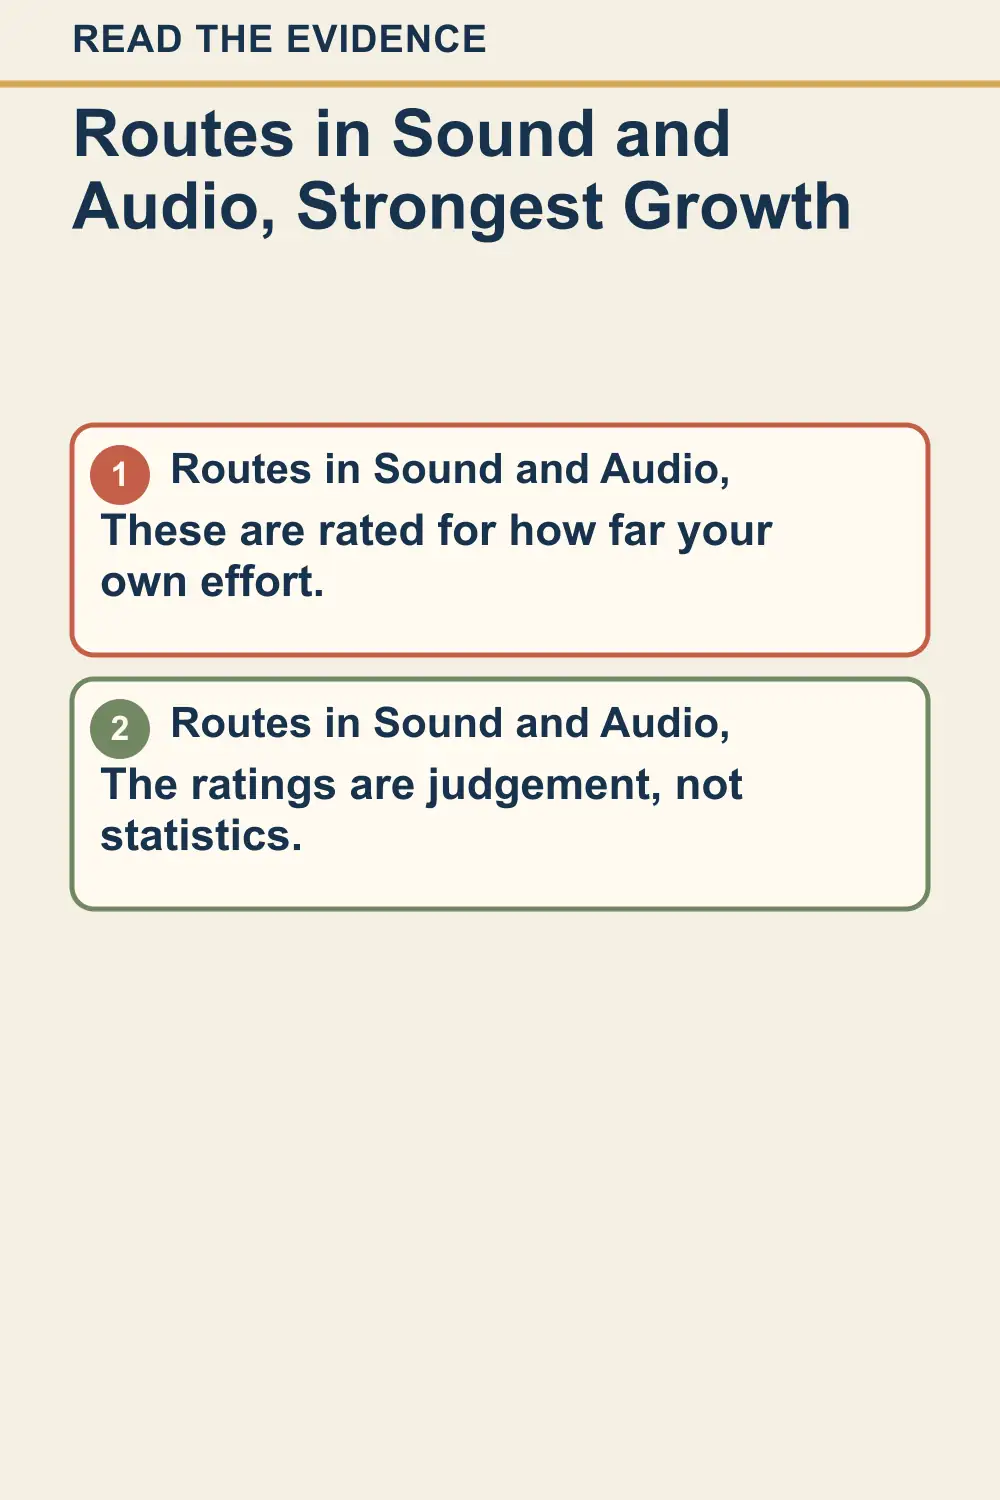 READ THE EVIDENCE
Routes in Sound and
Audio, Strongest Growth
1
Routes in Sound and Audio,
These are rated for how far your
own effort.
2
Routes in Sound and Audio,
The ratings are judgement, not
statistics.